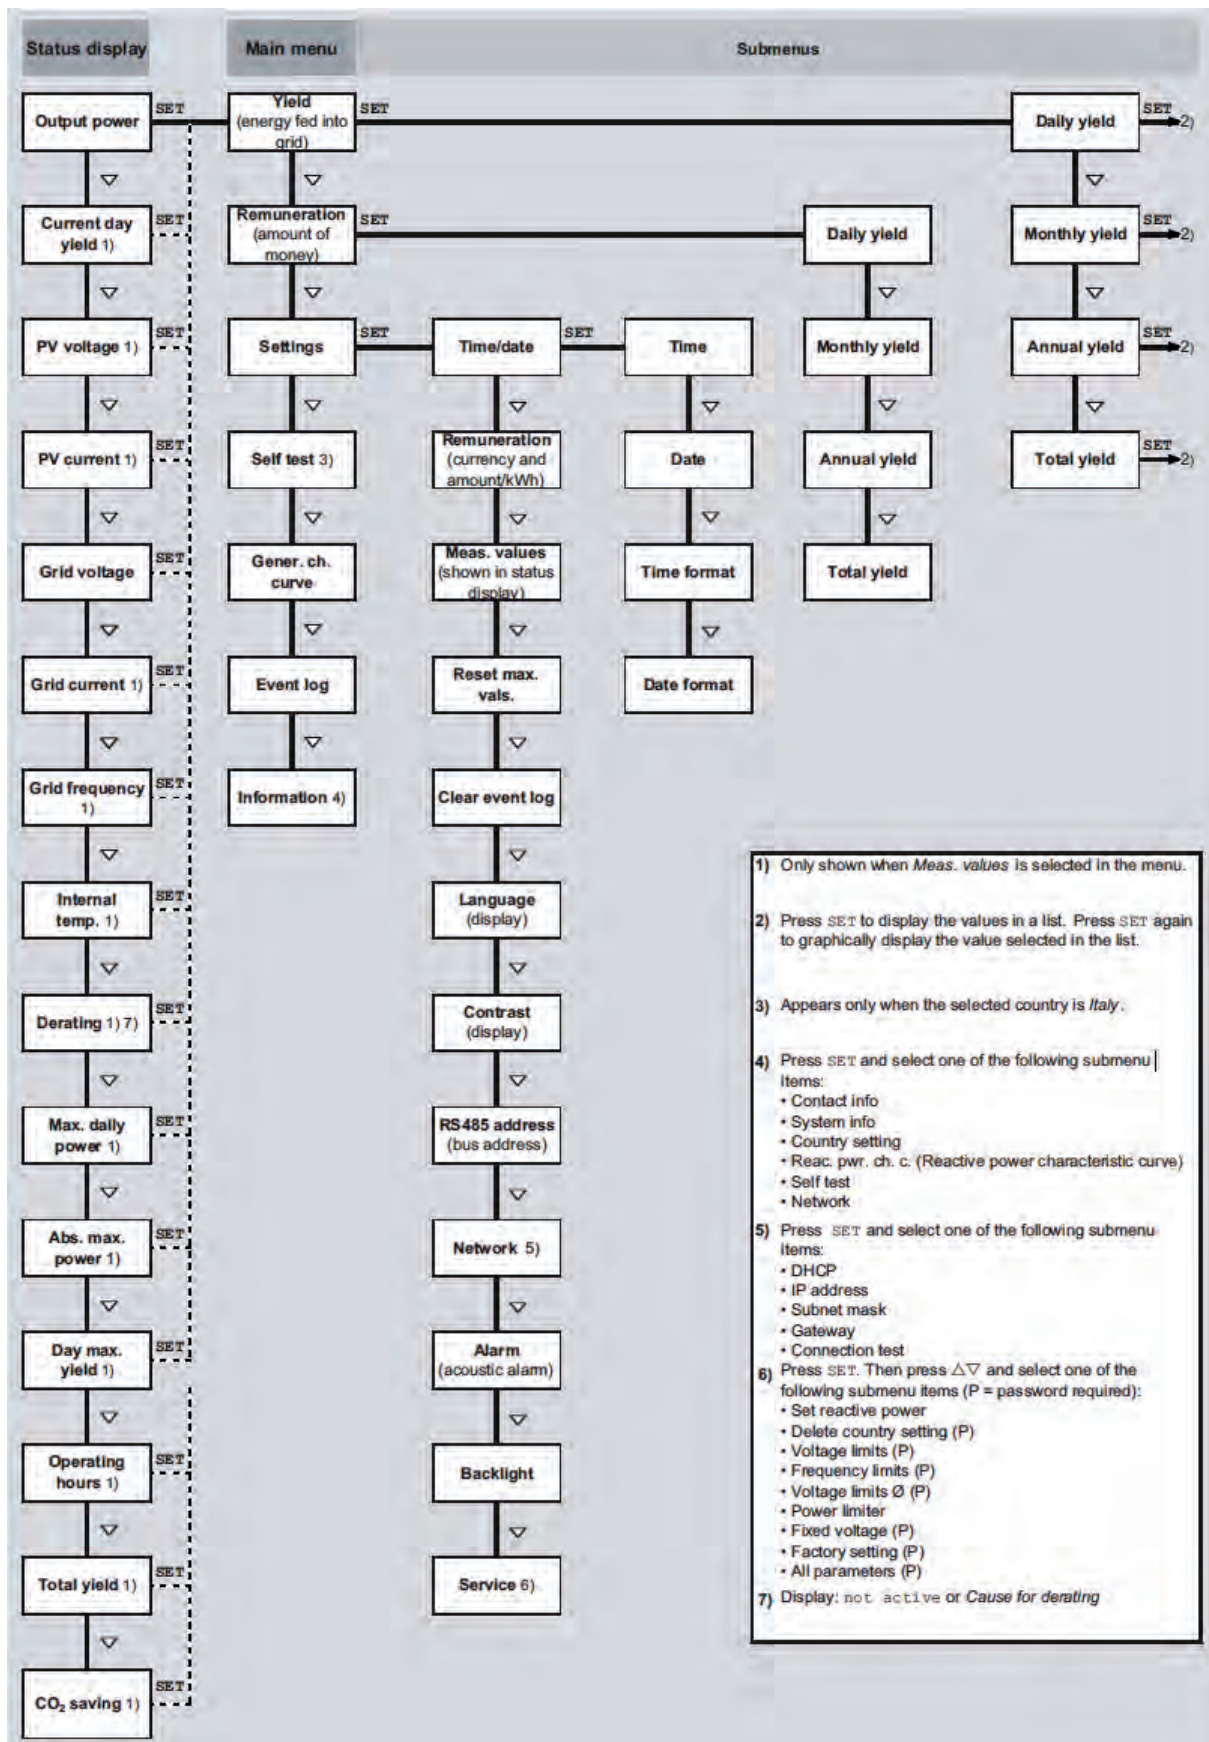 Status display
Main menu
Submenus
Output power
SET
Current day
yield 1)
SET
PV voltage 1)
SET
PV current 1)
SET
Grid voltage
SET
Grid current 1)
SET
Grid frequency
1)
SET
Internal
temp. 1)
SET
Derating 1) 7)
SET
Max. daily
power 1)
SET
Abs. max.
power 1)
SET
Day max.
yield 1)
SET
Operating
hours 1)
SET
Total yield 1)
SET
CO₂ saving 1)
SET
Yield
(energy fed into
grid)
SET
Remuneration
(amount of
money)
SET
Settings
SET
Self test 3)
Gener. ch.
curve
Event log
Information 4)
Time/date
SET
Remuneration
(currency and
amount/kWh)
Meas. values
(shown in status
display)
Reset max.
vals.
Clear event log
Language
(display)
Contrast
(display)
RS485 address
(bus address)
Network 5)
Alarm
(acoustic alarm)
Backlight
Service 6)
Time
Date
Time format
Date format
Daily yield
Monthly yield
Annual yield
Total yield
Daily yield
SET
2)
Monthly yield
SET
2)
Annual yield
SET
2)
Total yield
SET
2)
1) Only shown when Meas. values is selected in the menu.
2) Press SET to display the values in a list. Press SET again
to graphically display the value selected in the list.
3) Appears only when the selected country is Italy.
4) Press SET and select one of the following submenu
items:
• Contact info
• System info
• Country setting
• Reac. pwr. ch. c. (Reactive power characteristic curve)
• Self test
• Network
5) Press SET and select one of the following submenu
items:
• DHCP
• IP address
• Subnet mask
• Gateway
• Connection test
6) Press SET. Then press △▽ and select one of the
following submenu items (P = password required):
• Set reactive power
• Delete country setting (P)
• Voltage limits (P)
• Frequency limits (P)
• Voltage limits Ø (P)
• Power limiter
• Fixed voltage (P)
• Factory setting (P)
• All parameters (P)
7) Display: not active or Cause for derating